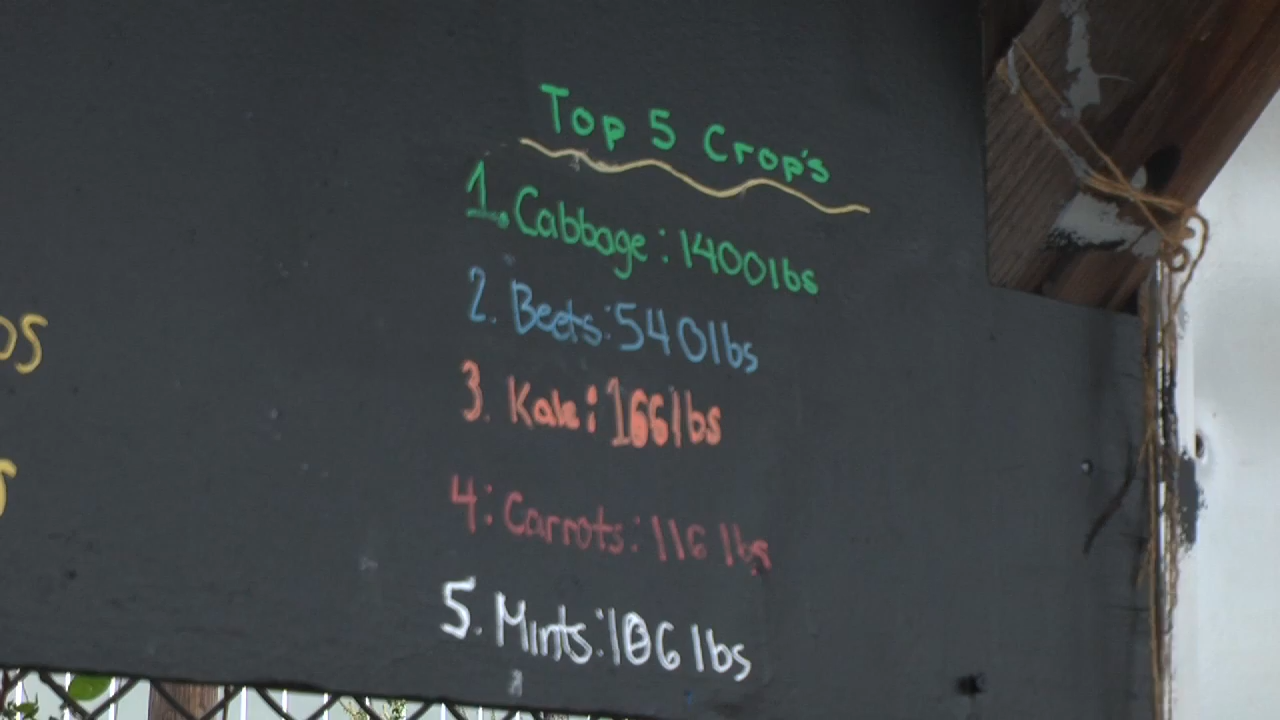 Top 5 Crop's
1. Cabbage: 1400lbs
2. Beets: 540lbs
3. Kale: 166lbs
4: Carrots: 116 lbs
5. Mints: 106 lbs